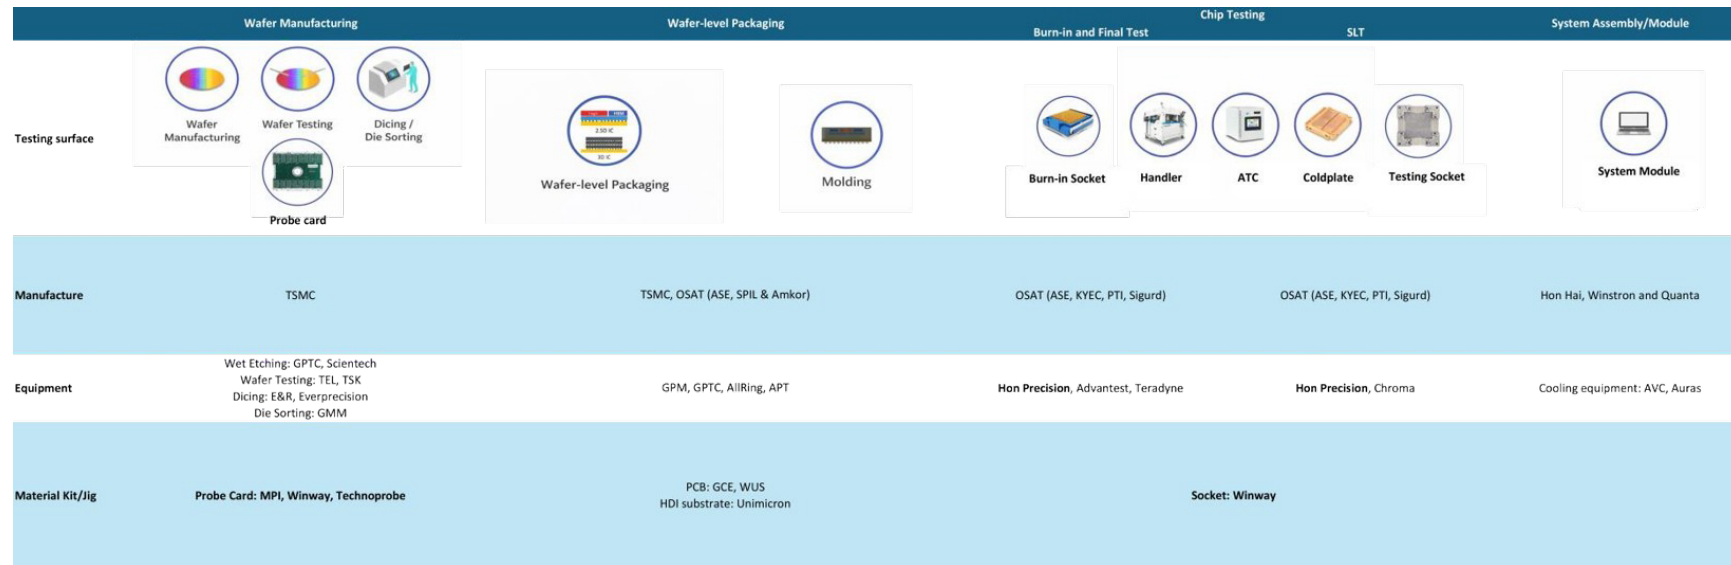 Wafer Manufacturing
Wafer-level Packaging
Chip Testing
Burn-in and Final Test
SLT
System Assembly/Module
Testing surface
Wafer
Manufacturing
Wafer Testing
Dicing /
Die Sorting
Probe card
2.5D IC
3D IC
Wafer-level Packaging
Molding
Burn-in Socket
Handler
ATC
Coldplate
Testing Socket
System Module
Manufacture
TSMC
TSMC, OSAT (ASE, SPIL & Amkor)
OSAT (ASE, KYEC, PTI, Sigurd)
OSAT (ASE, KYEC, PTI, Sigurd)
Hon Hai, Winstron and Quanta
Equipment
Wet Etching: GPTC, Scientech
Wafer Testing: TEL, TSK
Dicing: E&R, Everprecision
Die Sorting: GMM
GPM, GPTC, AllRing, APT
Hon Precision, Advantest, Teradyne
Hon Precision, Chroma
Cooling equipment: AVC, Auras
Material Kit/Jig
Probe Card: MPI, Winway, Technoprobe
PCB: GCE, WUS
HDI substrate: Unimicron
Socket: Winway